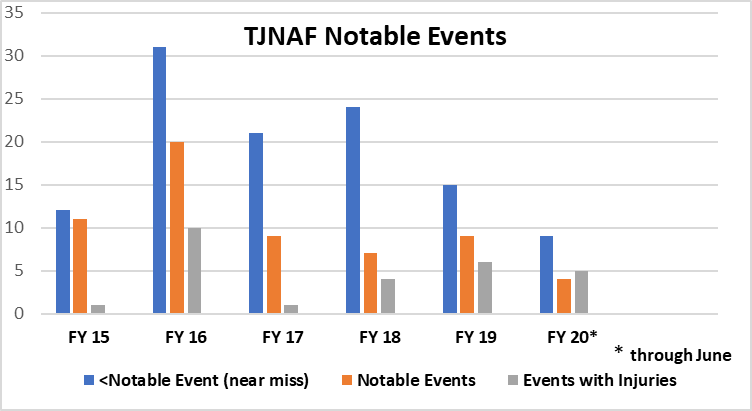 TJNAF Notable Events
35
30
25
20
15
10
5
0
FY 15 FY 16 FY 17 FY 18 FY 19 FY 20*
* through June
<Notable Event (near miss) Notable Events Events with Injuries